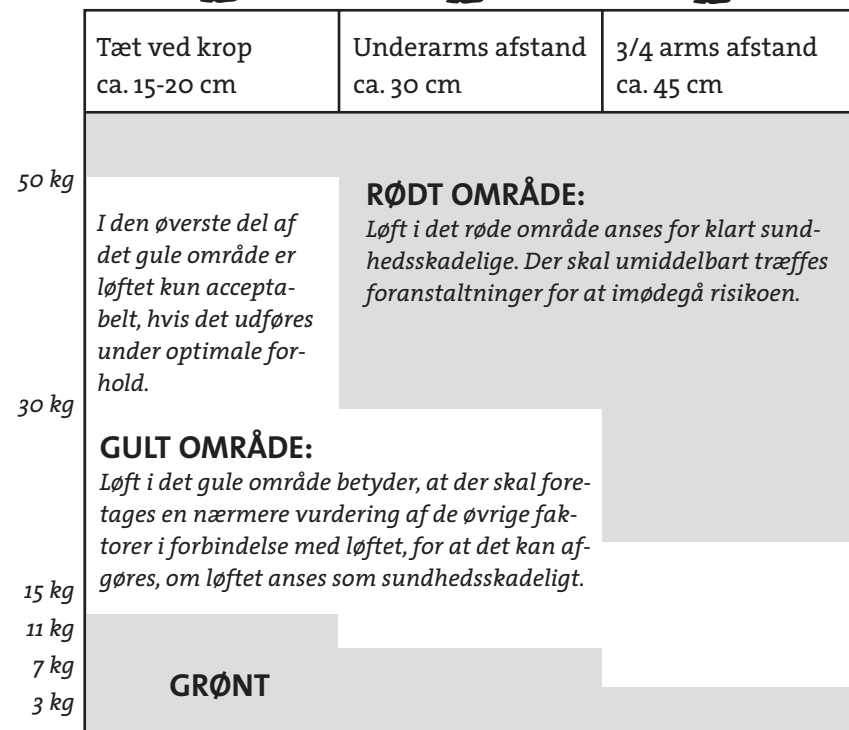 Tæt ved krop
ca. 15-20 cm
Underarms afstand
ca. 30 cm
3/4 arms afstand
ca. 45 cm
50 kg
RØDT OMRÅDE:
Løft i det røde område anses for klart sund-
hedsskadelige. Der skal umiddelbart træffes
foranstaltninger for at imødegå risikoen.
I den øverste del af
det gule område er
løftet kun accepta-
belt, hvis det udføres
under optimale for-
hold.
30 kg
GULT OMRÅDE:
Løft i det gule område betyder, at der skal fore-
tages en nærmere vurdering af de øvrige fak-
torer i forbindelse med løftet, for at det kan af-
gøres, om løftet anses som sundhedsskadeligt.
15 kg
11 kg
7 kg
GRØNT
3 kg